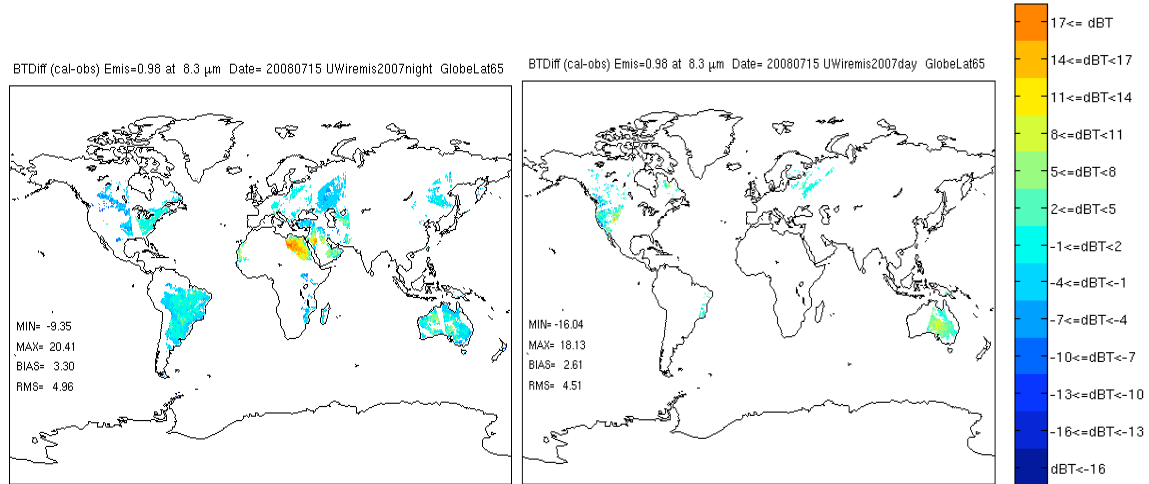 BTDiff (cal-obs) Emis=0.98 at 8.3 μm Date= 20080715 UWiremis2007night GlobeLat65
MIN= -9.35
MAX= 20.41
BIAS= 3.30
RMS= 4.96
BTDiff (cal-obs) Emis=0.98 at 8.3 μm Date= 20080715 UWiremis2007day GlobeLat65
MIN= -16.04
MAX= 18.13
BIAS= 2.61
RMS= 4.51
17<= dBT
14<=dBT<17
11<=dBT<14
8<=dBT<11
5<=dBT<8
2<=dBT<5
-1<=dBT<2
-4<=dBT<-1
-7<=dBT<-4
-10<=dBT<-7
-13<=dBT<-10
-16<=dBT<-13
dBT<-16